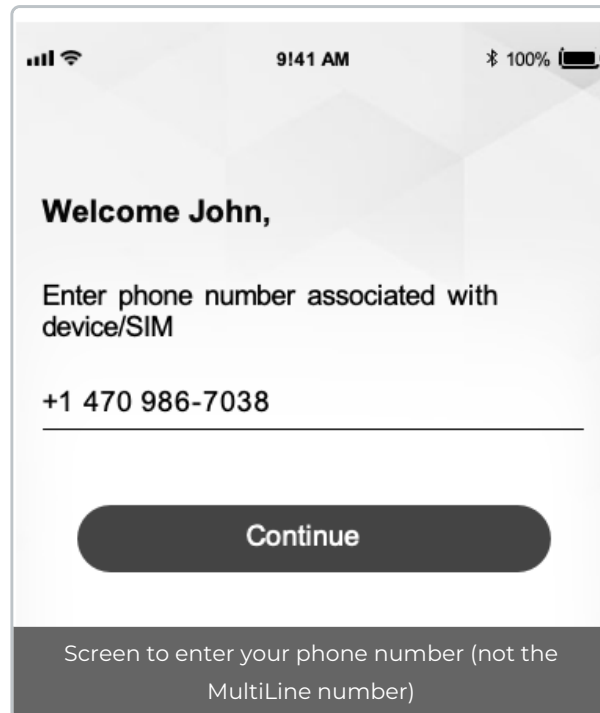 9:41 AM
100%
Welcome John,
Enter phone number associated with
device/SIM
+1 470 986-7038
Continue
Screen to enter your phone number (not the
MultiLine number)